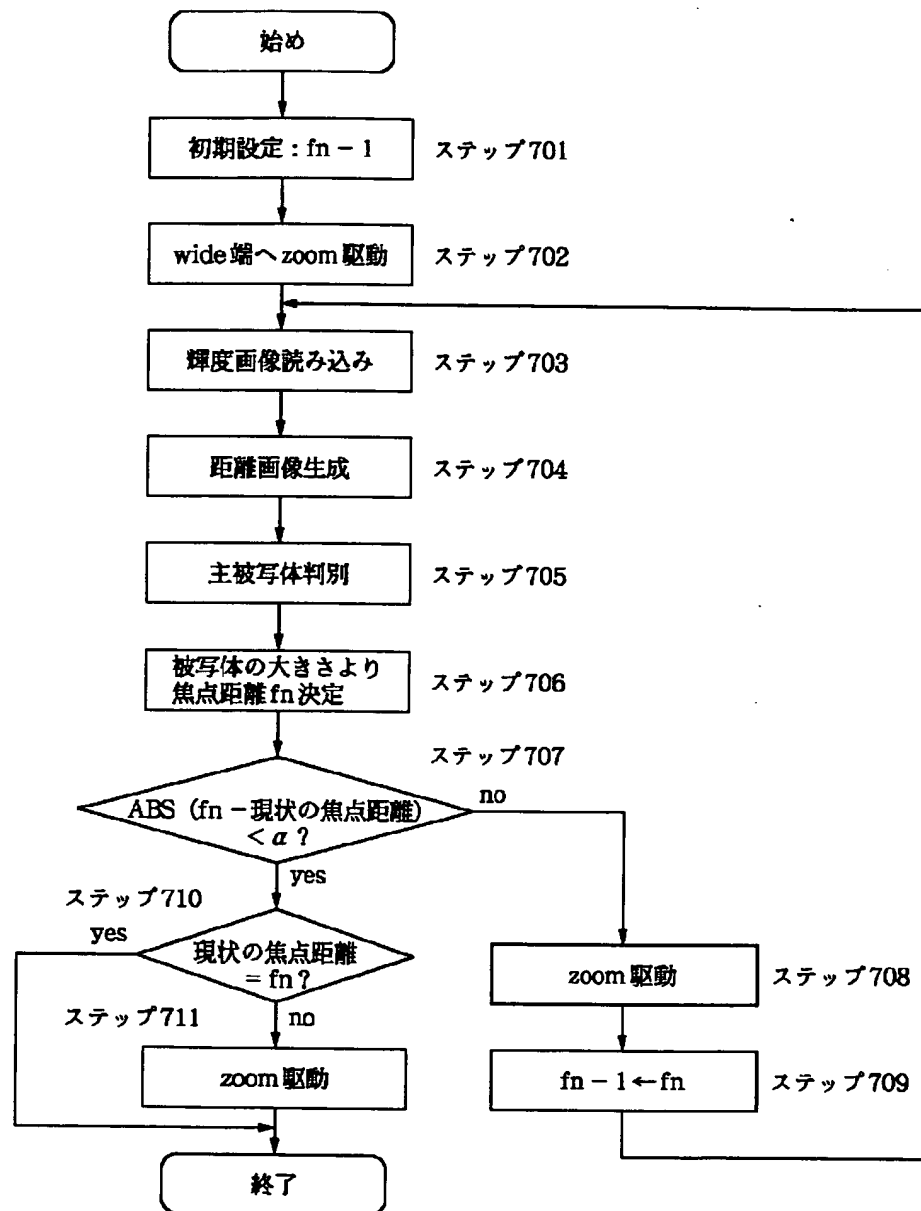 始め
初期設定：fn－1
ステップ701
wide端へzoom駆動
ステップ702
輝度画像読み込み
ステップ703
距離画像生成
ステップ704
主被写体判別
ステップ705
被写体の大きさより
焦点距離fn決定
ステップ706
ステップ707
ABS（fn－現状の焦点距離）
＜α？
no
yes
ステップ710
yes
現状の焦点距離
＝fn？
ステップ711
no
zoom駆動
zoom駆動
ステップ708
fn－1←fn
ステップ709
終了